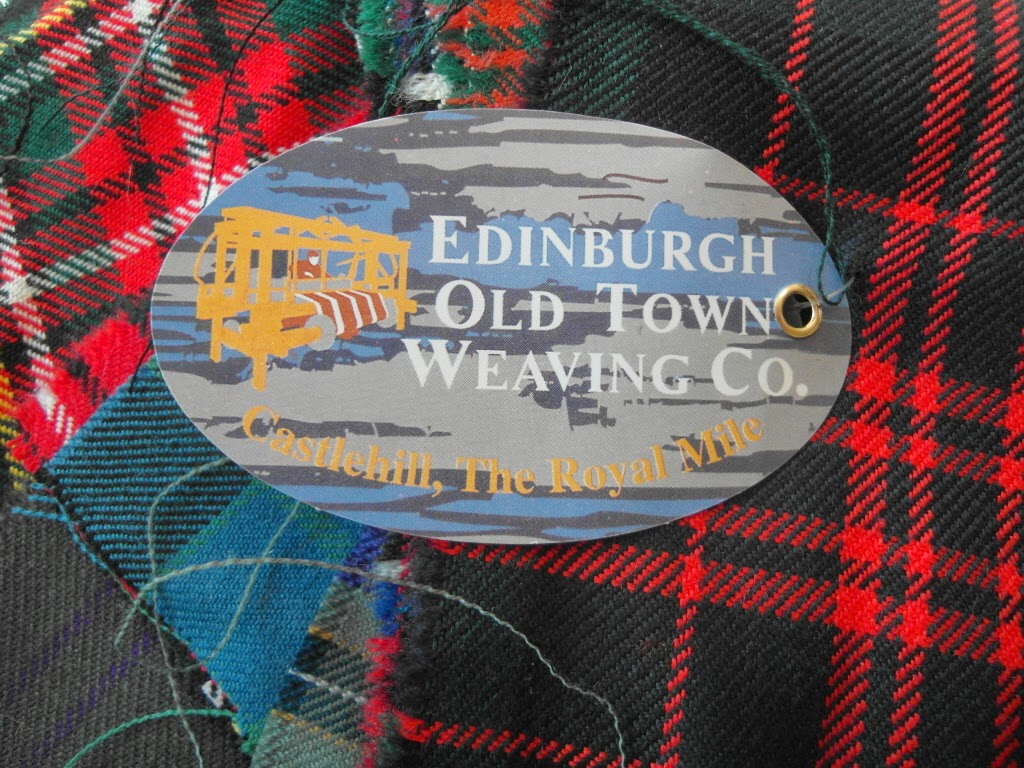 EDINBURGH
OLD TOWN
WEAVING CO.
Castlehill, The Royal Mile